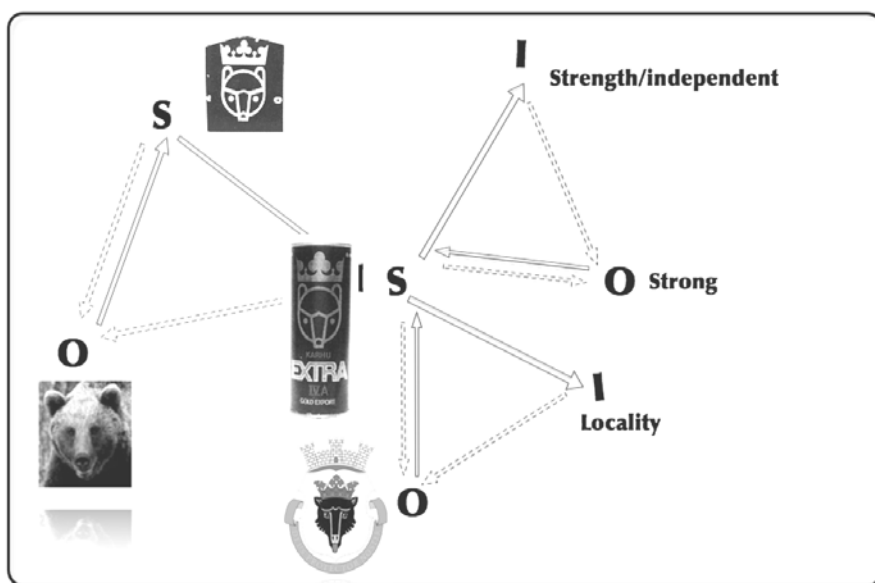 I
Strength/independent
S
I
S
O
Strong
O
KARHU
EXTRA
IV A
GOLD EXPORT
I
Locality
O